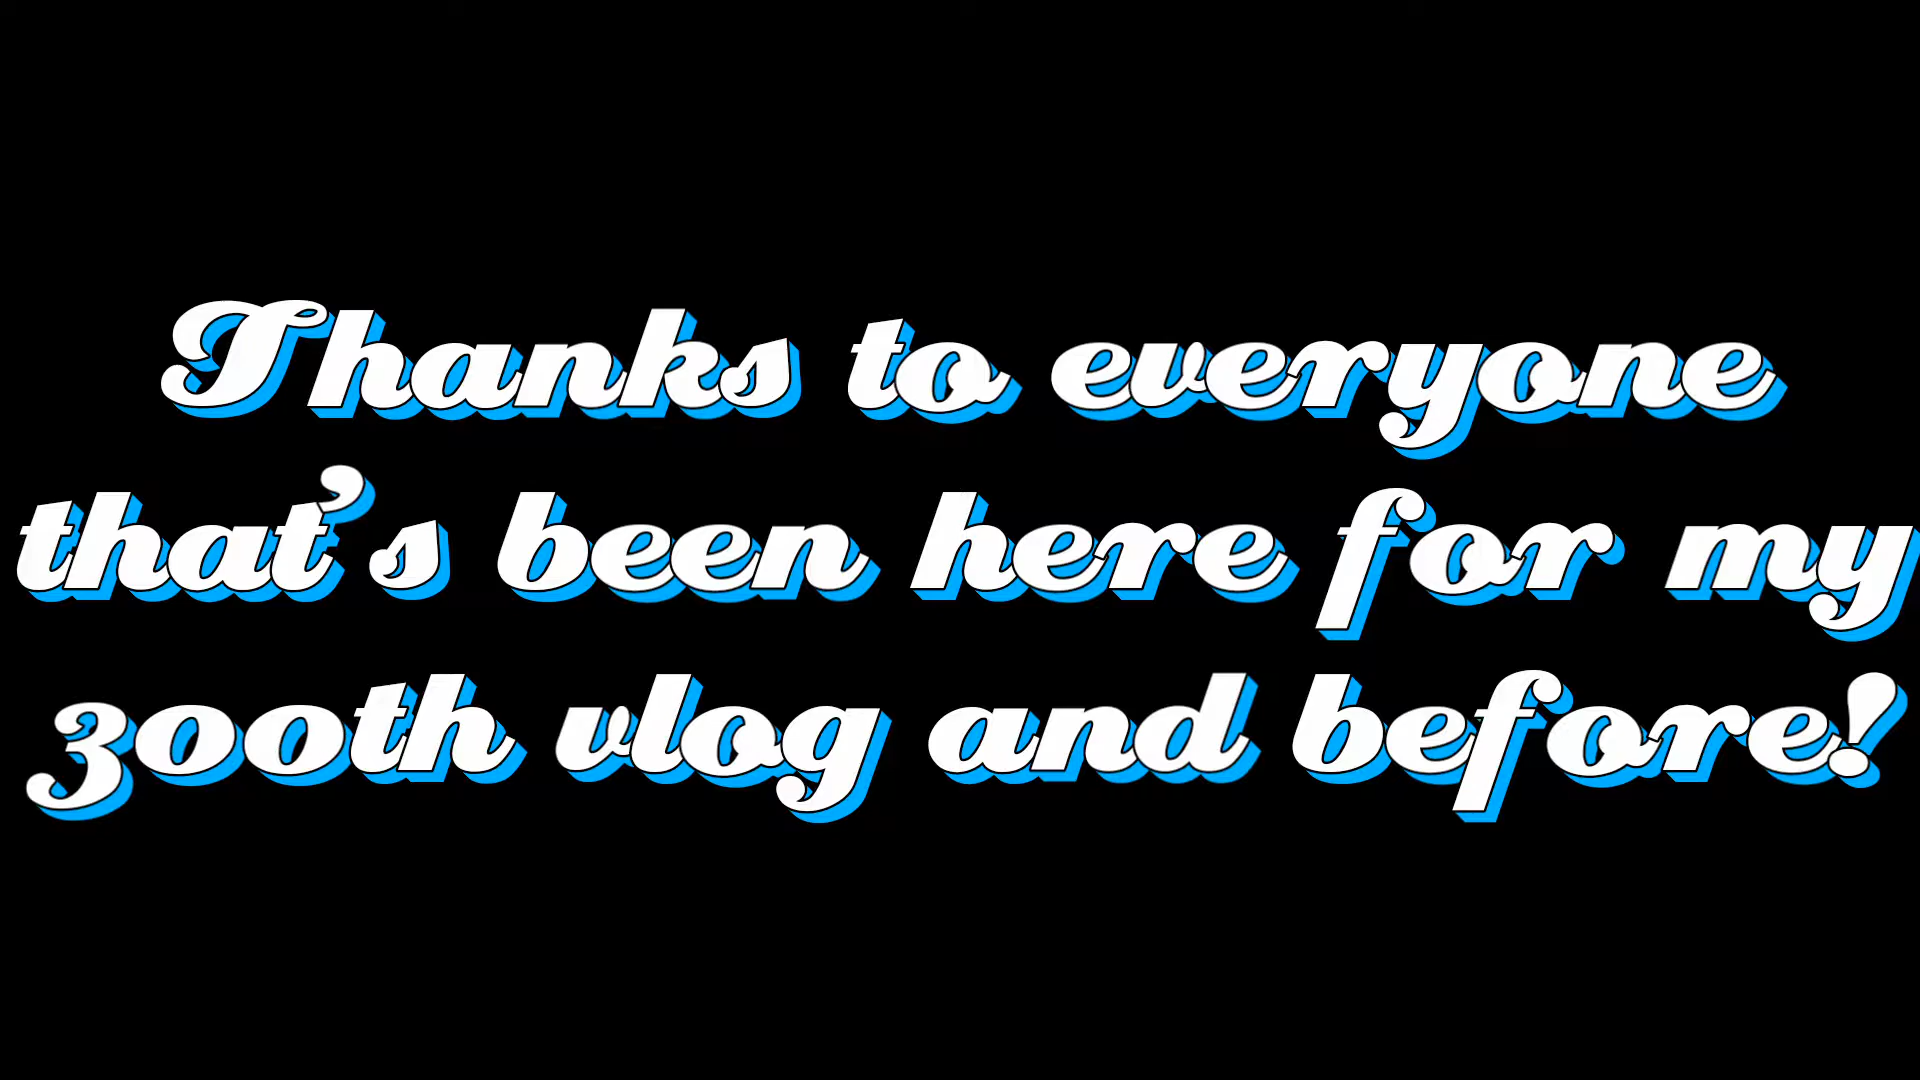 Thanks to everyone
that’s been here for my
300th vlog and before!